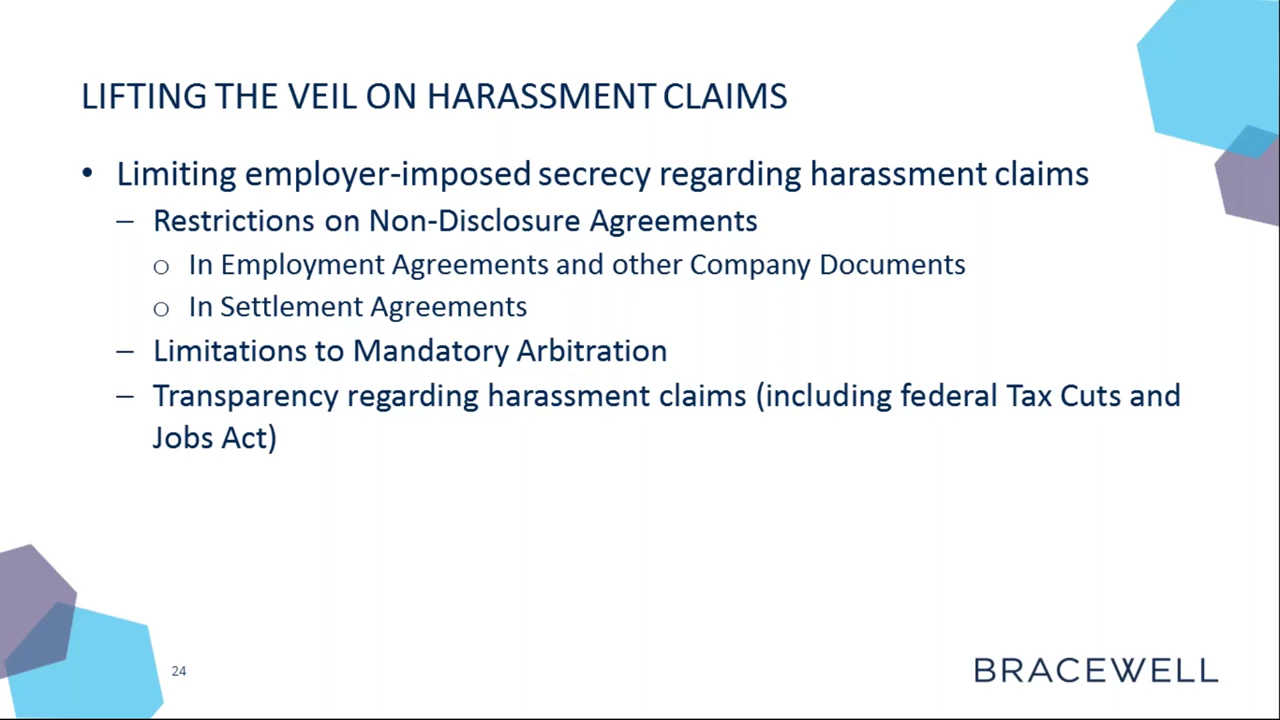 LIFTING THE VEIL ON HARASSMENT CLAIMS
• Limiting employer-imposed secrecy regarding harassment claims
– Restrictions on Non-Disclosure Agreements
o In Employment Agreements and other Company Documents
o In Settlement Agreements
– Limitations to Mandatory Arbitration
– Transparency regarding harassment claims (including federal Tax Cuts and
Jobs Act)
24
BRACEWELL